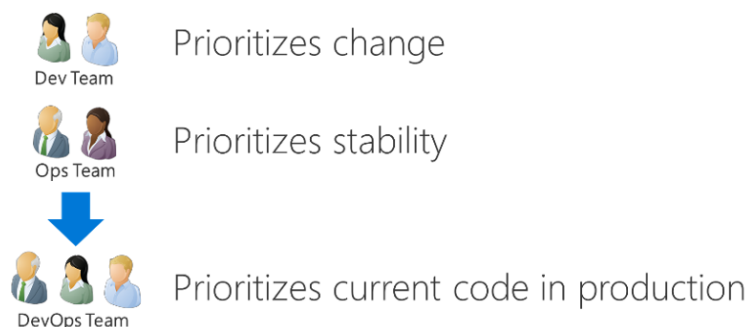 Prioritizes change
Dev Team
Prioritizes stability
Ops Team
Prioritizes current code in production
DevOps Team